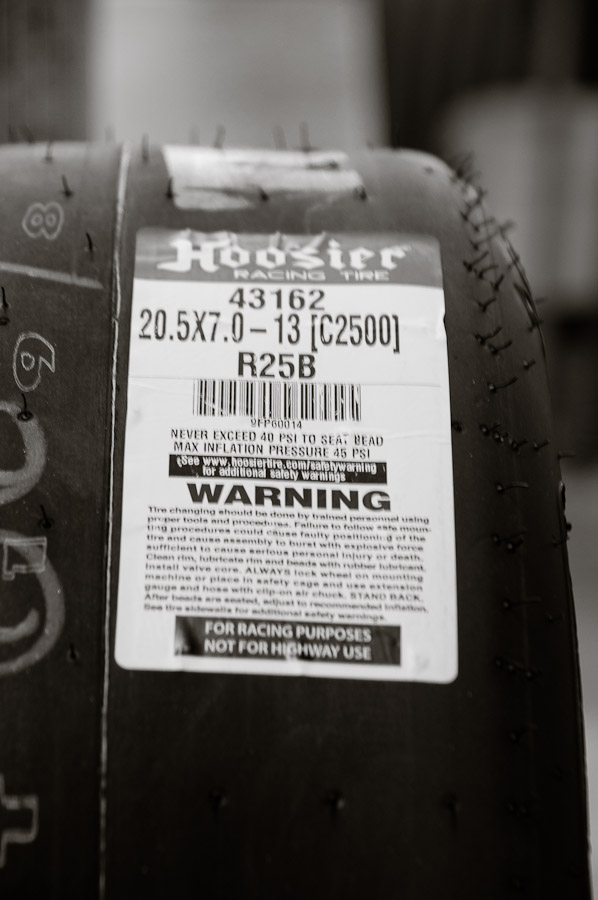 Hoosier
RACING TIRE
43162
20.5X7.0 – 13 [C2500]
R25B
9FP60014
NEVER EXCEED 40 PSI TO SEAT BEAD
MAX INFLATION PRESSURE 45 PSI
See www.hoosiertire.com/safetywarning
for additional safety warnings
WARNING
Tire changing should be done by trained personnel using
proper tools and procedures. Failure to follow safe moun-
ting procedures could cause faulty positioning of the
tire and cause assembly to burst with explosive force
sufficient to cause serious personal injury or death.
Clean rim, lubricate rim and beads with rubber lubricant.
Install valve core. ALWAYS lock wheel on mounting
machine or place in safety cage and use extension
gauge and hose with clip-on air chuck. STAND BACK.
After beads are seated, adjust to recommended inflation.
See tire sidewalls for additional safety warnings.
FOR RACING PURPOSES
NOT FOR HIGHWAY USE
8
6